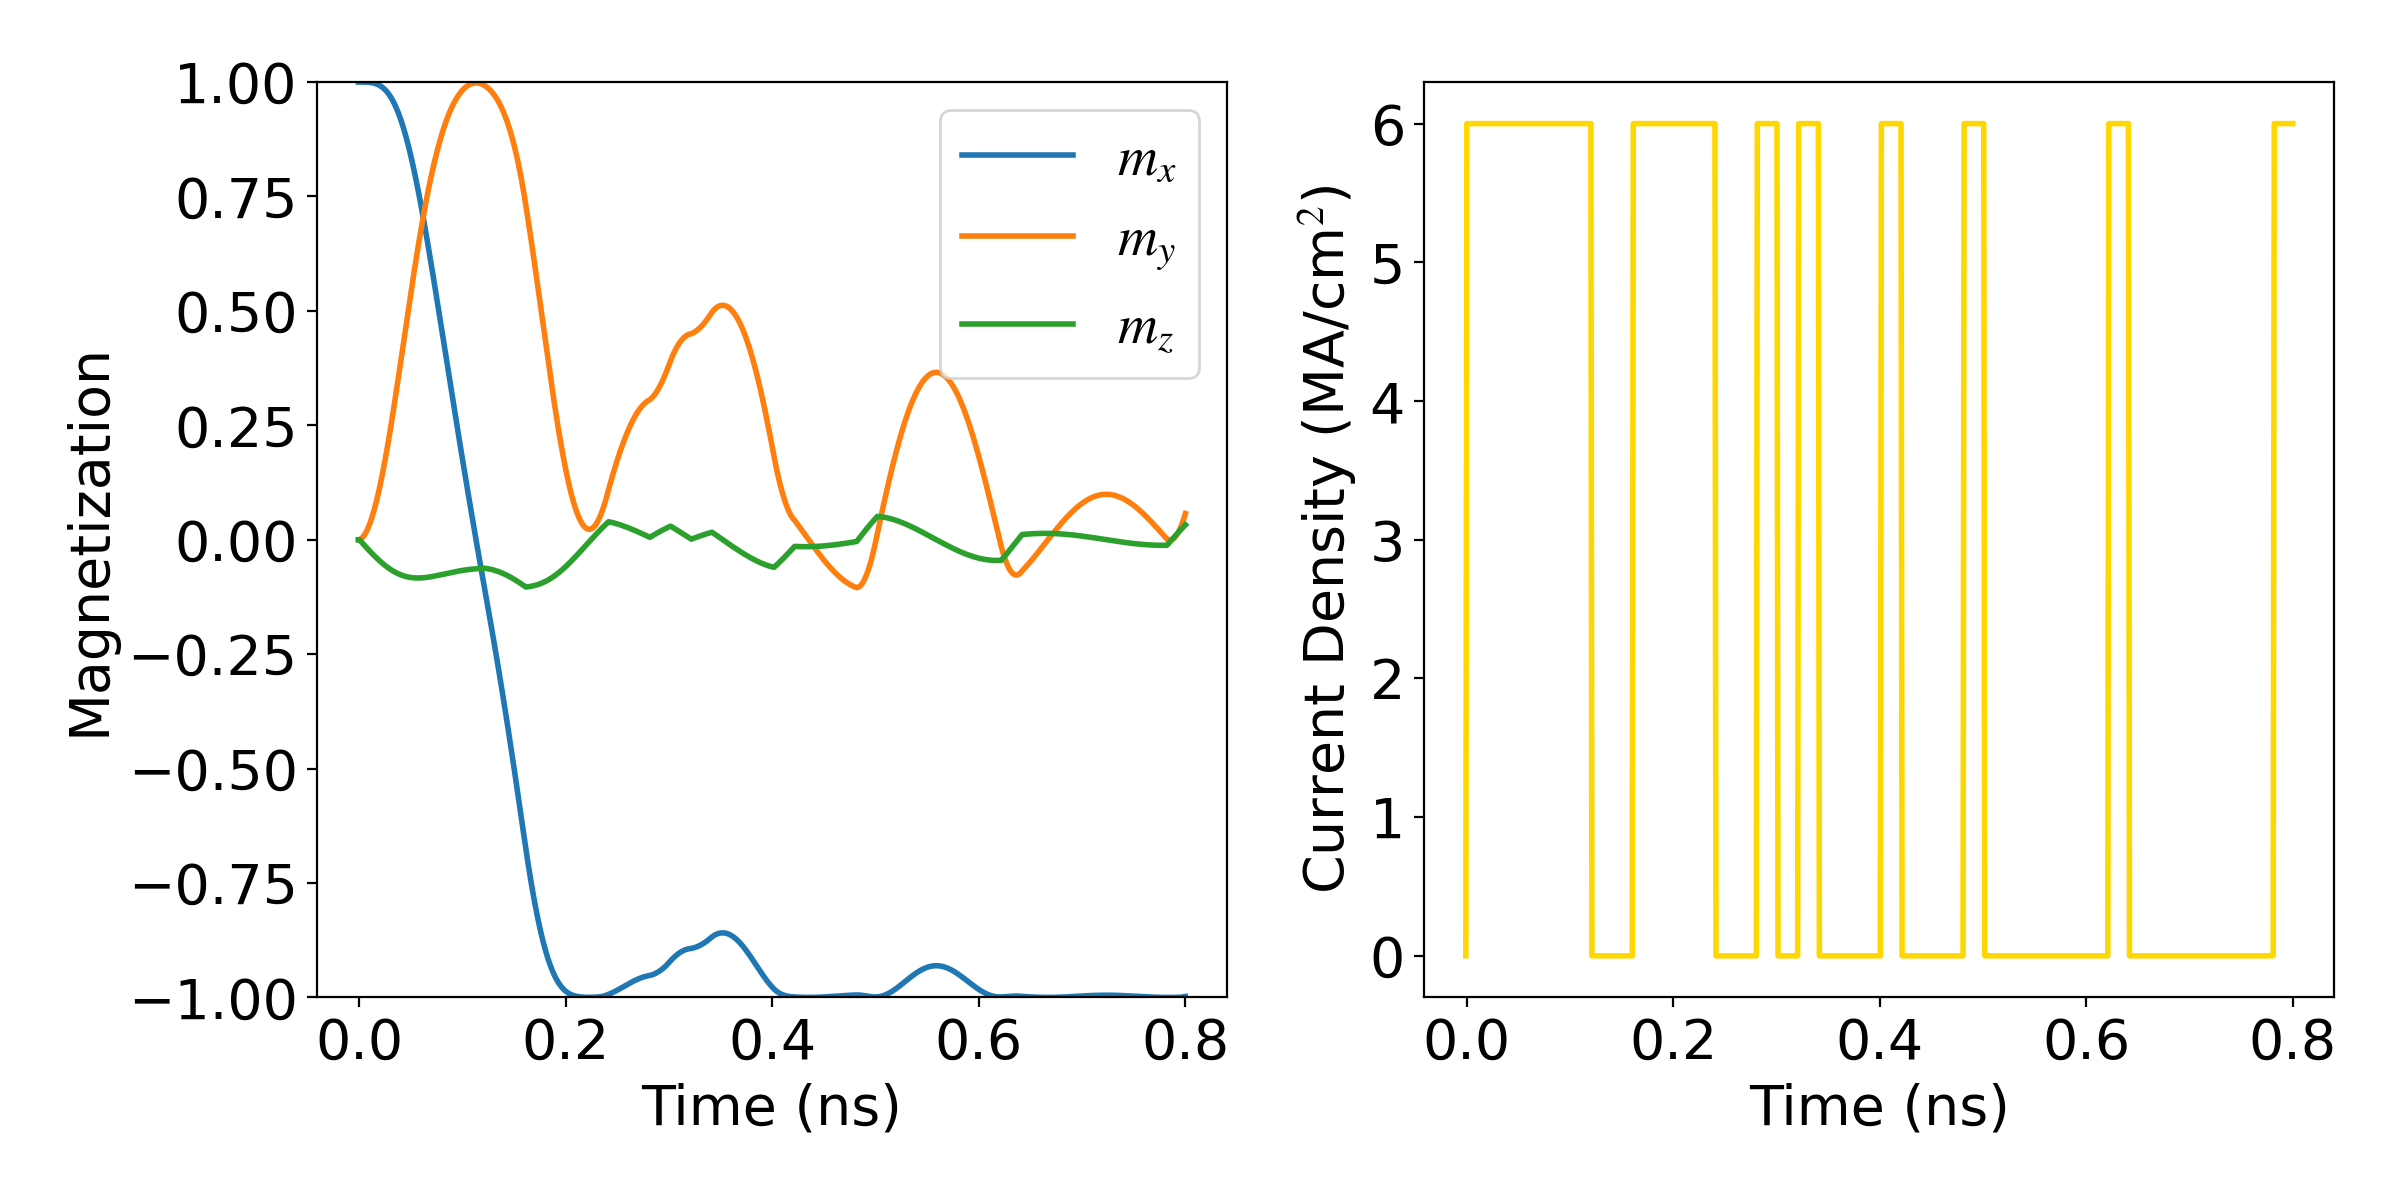 1.00
0.75
0.50
0.25
0.00
−0.25
−0.50
−0.75
−1.00
Magnetization
0.0 0.2 0.4 0.6 0.8
Time (ns)
m_x
m_y
m_z
6
5
4
3
2
1
0
Current Density (MA/cm²)
0.0 0.2 0.4 0.6 0.8
Time (ns)